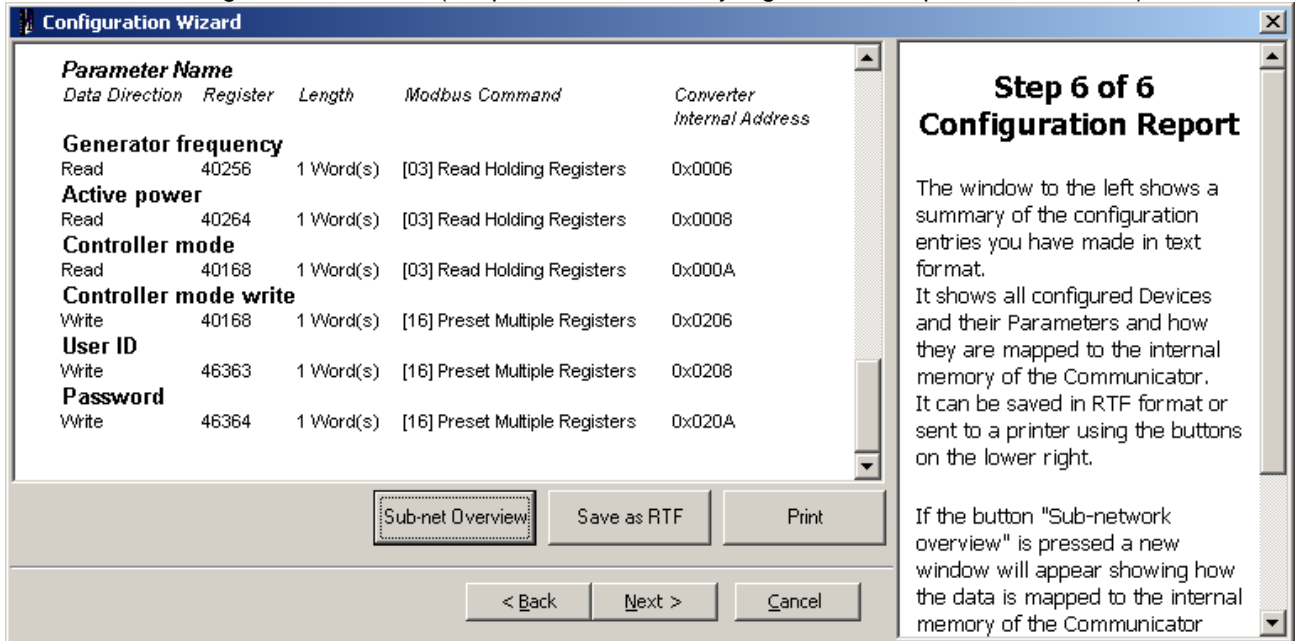 Configuration Wizard
Parameter Name
Data Direction Register Length Modbus Command Converter
Internal Address
Generator frequency
Read 40256 1 Word(s) [03] Read Holding Registers 0x0006
Active power
Read 40264 1 Word(s) [03] Read Holding Registers 0x0008
Controller mode
Read 40168 1 Word(s) [03] Read Holding Registers 0x000A
Controller mode write
Write 40168 1 Word(s) [16] Preset Multiple Registers 0x0206
User ID
Write 46363 1 Word(s) [16] Preset Multiple Registers 0x0208
Password
Write 46364 1 Word(s) [16] Preset Multiple Registers 0x020A
Sub-net Overview Save as RTF Print
< Back Next > Cancel
Step 6 of 6
Configuration Report
The window to the left shows a
summary of the configuration
entries you have made in text
format.
It shows all configured Devices
and their Parameters and how
they are mapped to the internal
memory of the Communicator.
It can be saved in RTF format or
sent to a printer using the buttons
on the lower right.
If the button "Sub-network
overview" is pressed a new
window will appear showing how
the data is mapped to the internal
memory of the Communicator